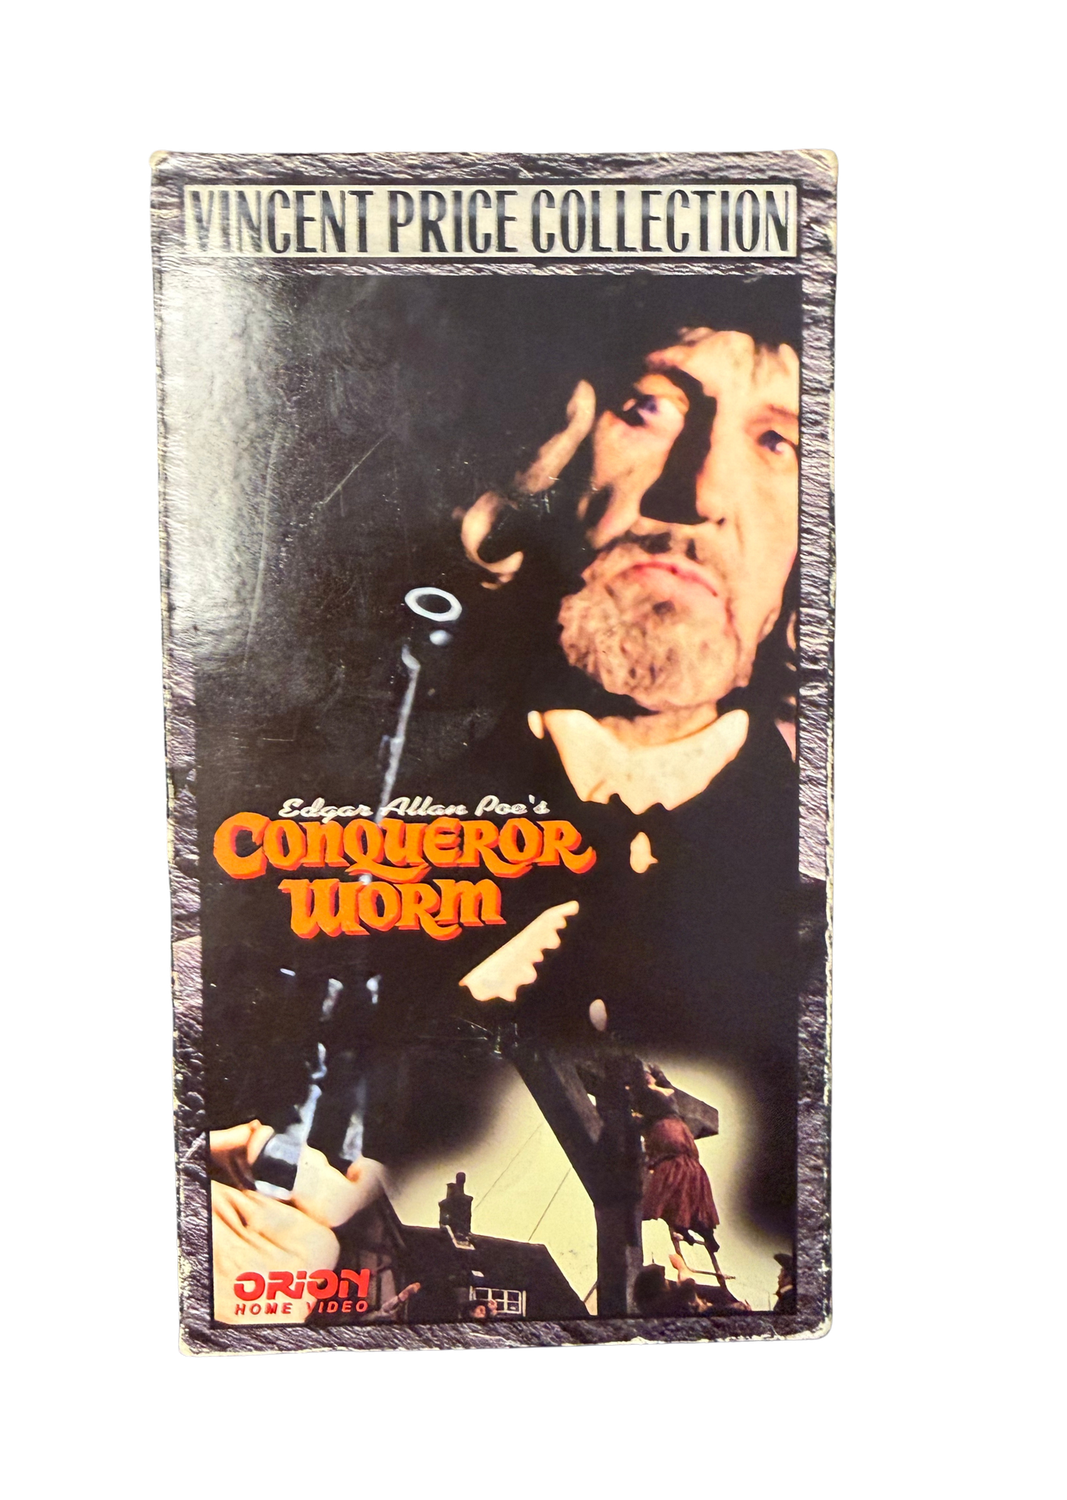 VINCENT PRICE COLLECTION
Edgar Allan Poe's
CONQUEROR
WORM
ORION
HOME VIDEO